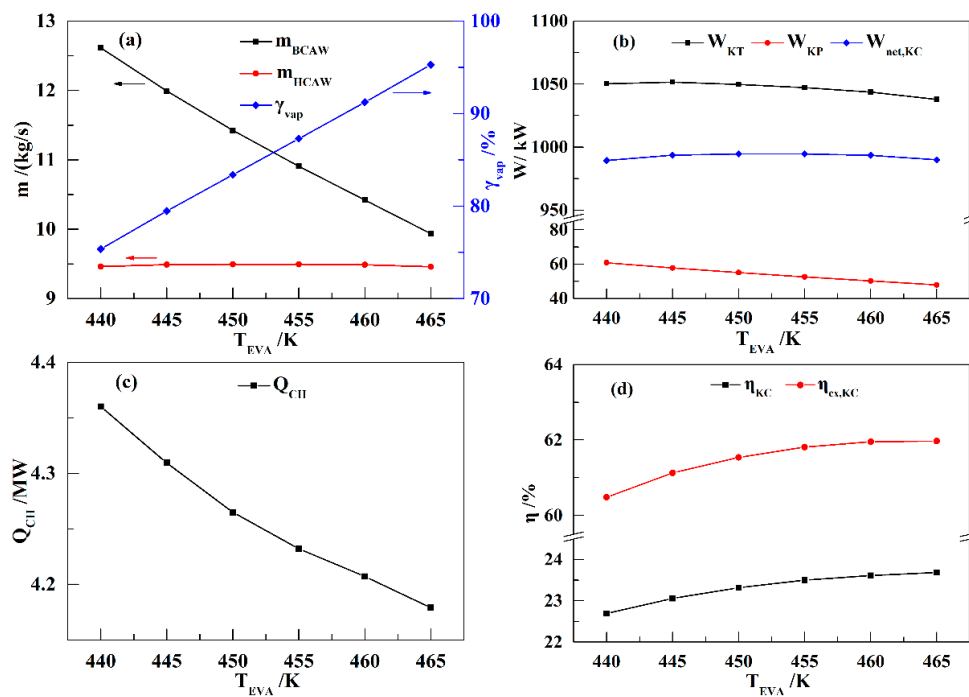 (a)
m_BCAW
m_HCAW
γ_vap
13
12
11
10
9
m /(kg/s)
100
90
80
70
γ_vap /%
440 445 450 455 460 465
T_EVA /K
(b)
W_KT W_KP W_net,KC
1100
1050
1000
950
80
60
40
W/ kW
440 445 450 455 460 465
T_EVA /K
(c)
Q_CH
4.4
4.3
4.2
Q_CH /MW
440 445 450 455 460 465
T_EVA /K
(d)
η_KC η_ex,KC
64
62
60
24
23
22
η /%
440 445 450 455 460 465
T_EVA /K